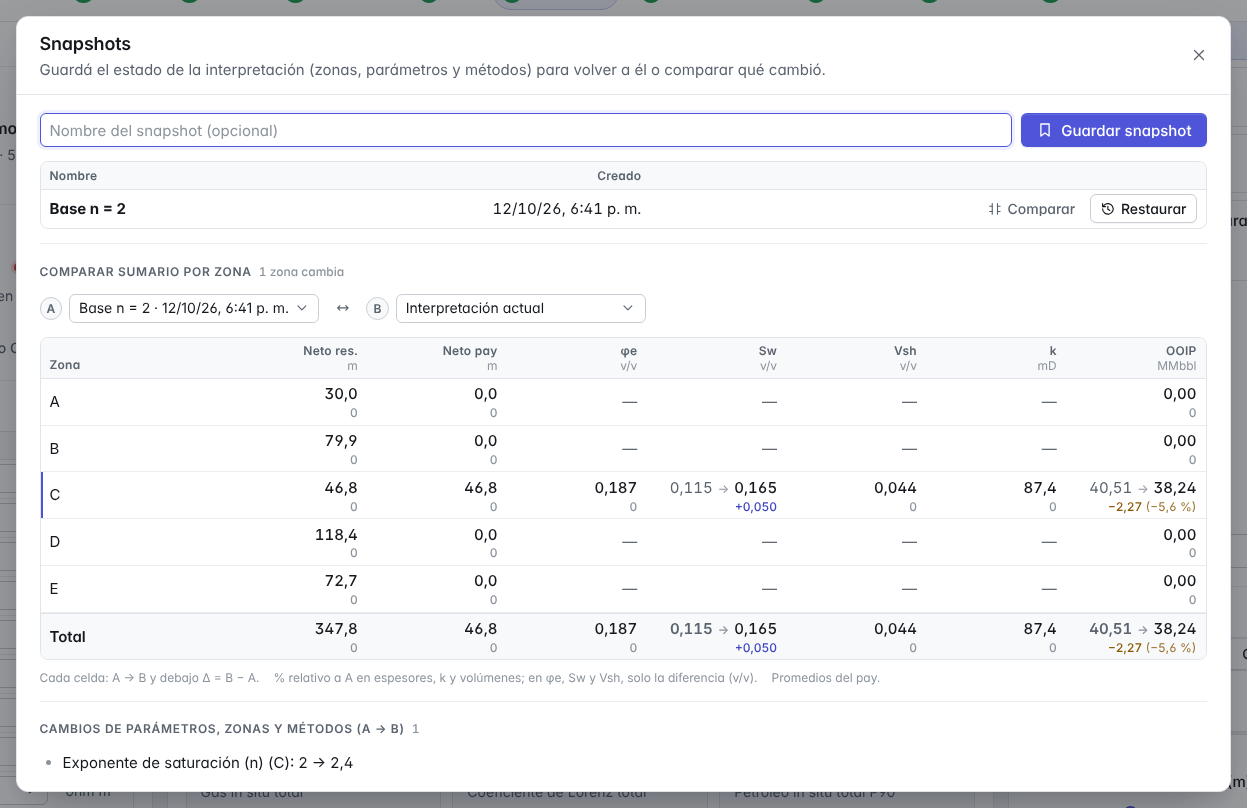 Snapshots
Guardá el estado de la interpretación (zonas, parámetros y métodos) para volver a él o comparar qué cambió.
Nombre del snapshot (opcional)
Guardar snapshot
Nombre Creado
Base n = 2 12/10/26, 6:41 p. m. Comparar Restaurar
COMPARAR SUMARIO POR ZONA 1 zona cambia
A Base n = 2 · 12/10/26, 6:41 p. m. ↔ B Interpretación actual
Zona Neto res. Neto pay φe Sw Vsh k OOIP
m m v/v v/v v/v mD MMbbl
A 30,0 0,0 — — — — 0,00
0 0 0
B 79,9 0,0 — — — — 0,00
0 0 0
C 46,8 46,8 0,187 0,115 → 0,165 0,044 87,4 40,51 → 38,24
0 0 0 +0,050 0 0 −2,27 (−5,6 %)
D 118,4 0,0 — — — — 0,00
0 0 0
E 72,7 0,0 — — — — 0,00
0 0 0
Total 347,8 46,8 0,187 0,115 → 0,165 0,044 87,4 40,51 → 38,24
0 0 0 +0,050 0 0 −2,27 (−5,6 %)
Cada celda: A → B y debajo Δ = B − A. % relativo a A en espesores, k y volúmenes; en φe, Sw y Vsh, solo la diferencia (v/v). Promedios del pay.
CAMBIOS DE PARÁMETROS, ZONAS Y MÉTODOS (A → B) 1
• Exponente de saturación (n) (C): 2 → 2,4